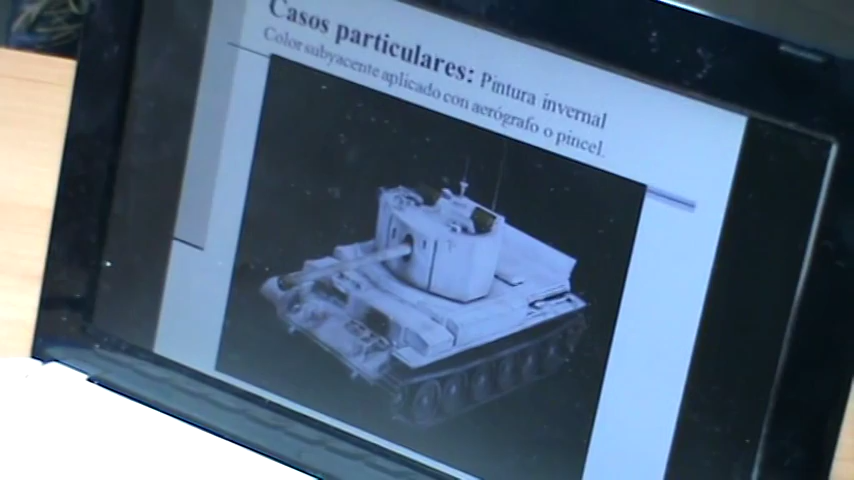 Casos particulares: Pintura invernal
Color subyacente aplicado con aerógrafo o pincel.